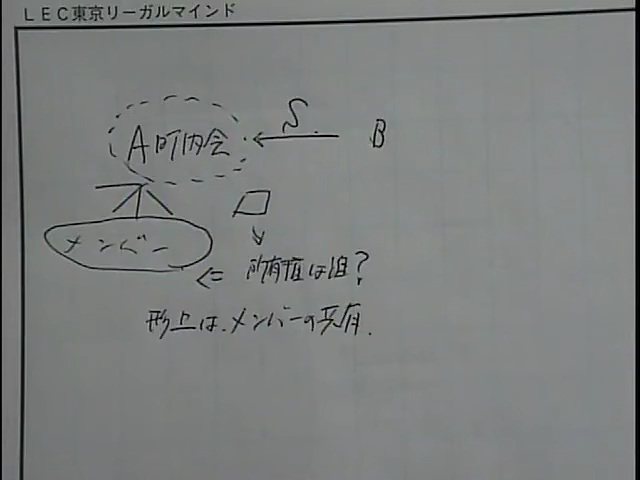 LEC東京リーガルマインド
A町内会 ← S. B
メンバー
⇐ 所有権は誰?
形上は、メンバーの共有.